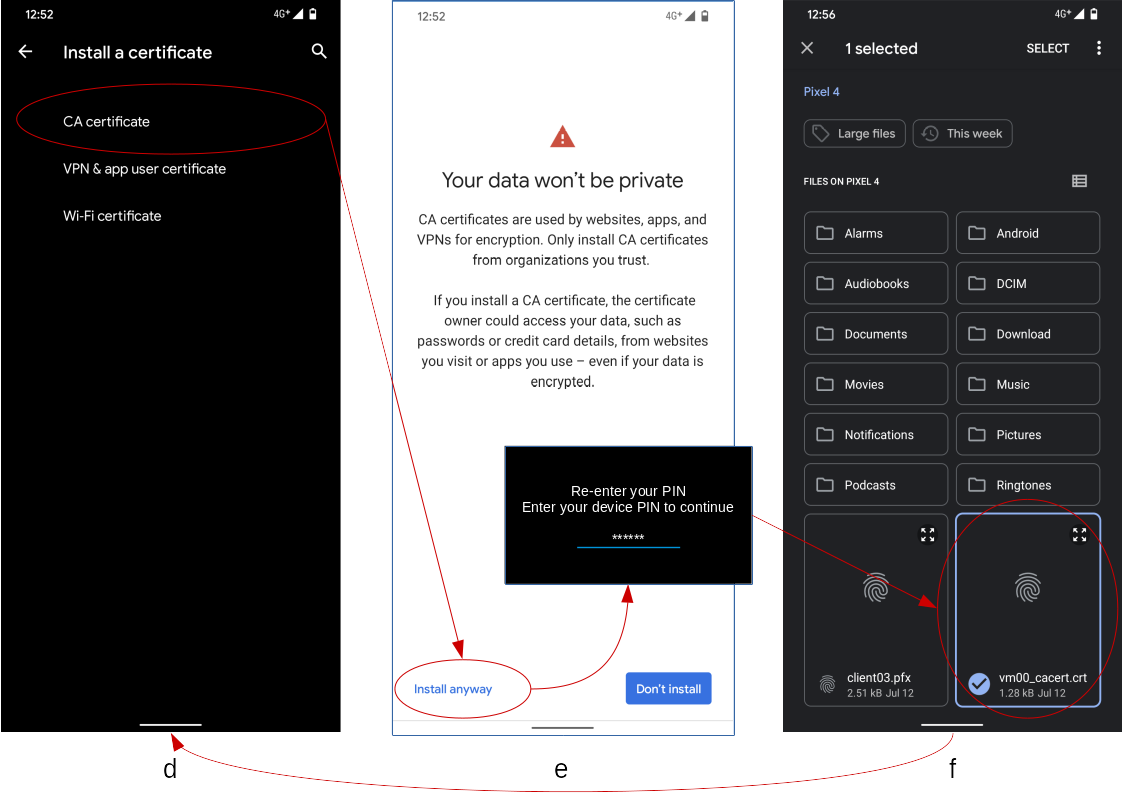 12:52
4G+
Install a certificate
CA certificate
VPN & app user certificate
Wi-Fi certificate
12:52
4G+
Your data won't be private
CA certificates are used by websites, apps, and
VPNs for encryption. Only install CA certificates
from organizations you trust.
If you install a CA certificate, the certificate
owner could access your data, such as
passwords or credit card details, from websites
you visit or apps you use – even if your data is
encrypted.
Re-enter your PIN
Enter your device PIN to continue
******
Install anyway
Don't install
12:56
4G+
1 selected
SELECT
Pixel 4
Large files
This week
FILES ON PIXEL 4
Alarms
Android
Audiobooks
DCIM
Documents
Download
Movies
Music
Notifications
Pictures
Podcasts
Ringtones
client03.pfx
2.51 kB Jul 12
vm00_cacert.crt
1.28 kB Jul 12
d
e
f